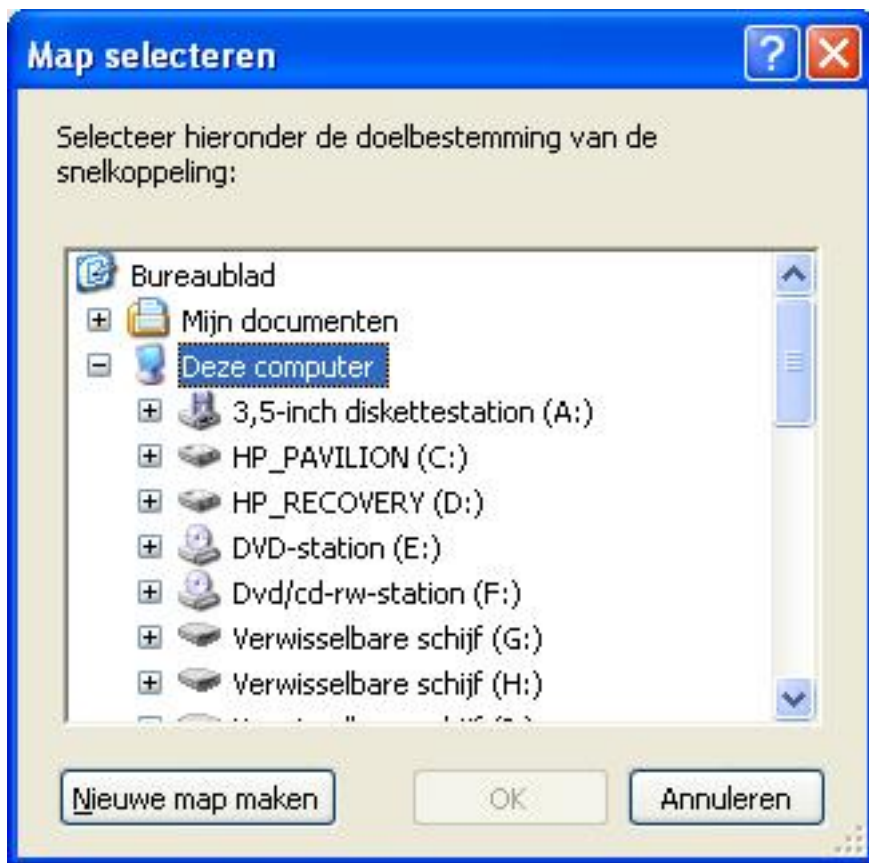 Map selecteren
Selecteer hieronder de doelbestemming van de
snelkoppeling:
Bureaublad
Mijn documenten
Deze computer
3,5-inch diskettestation (A:)
HP_PAVILION (C:)
HP_RECOVERY (D:)
DVD-station (E:)
Dvd/cd-rw-station (F:)
Verwisselbare schijf (G:)
Verwisselbare schijf (H:)
Nieuwe map maken
OK
Annuleren